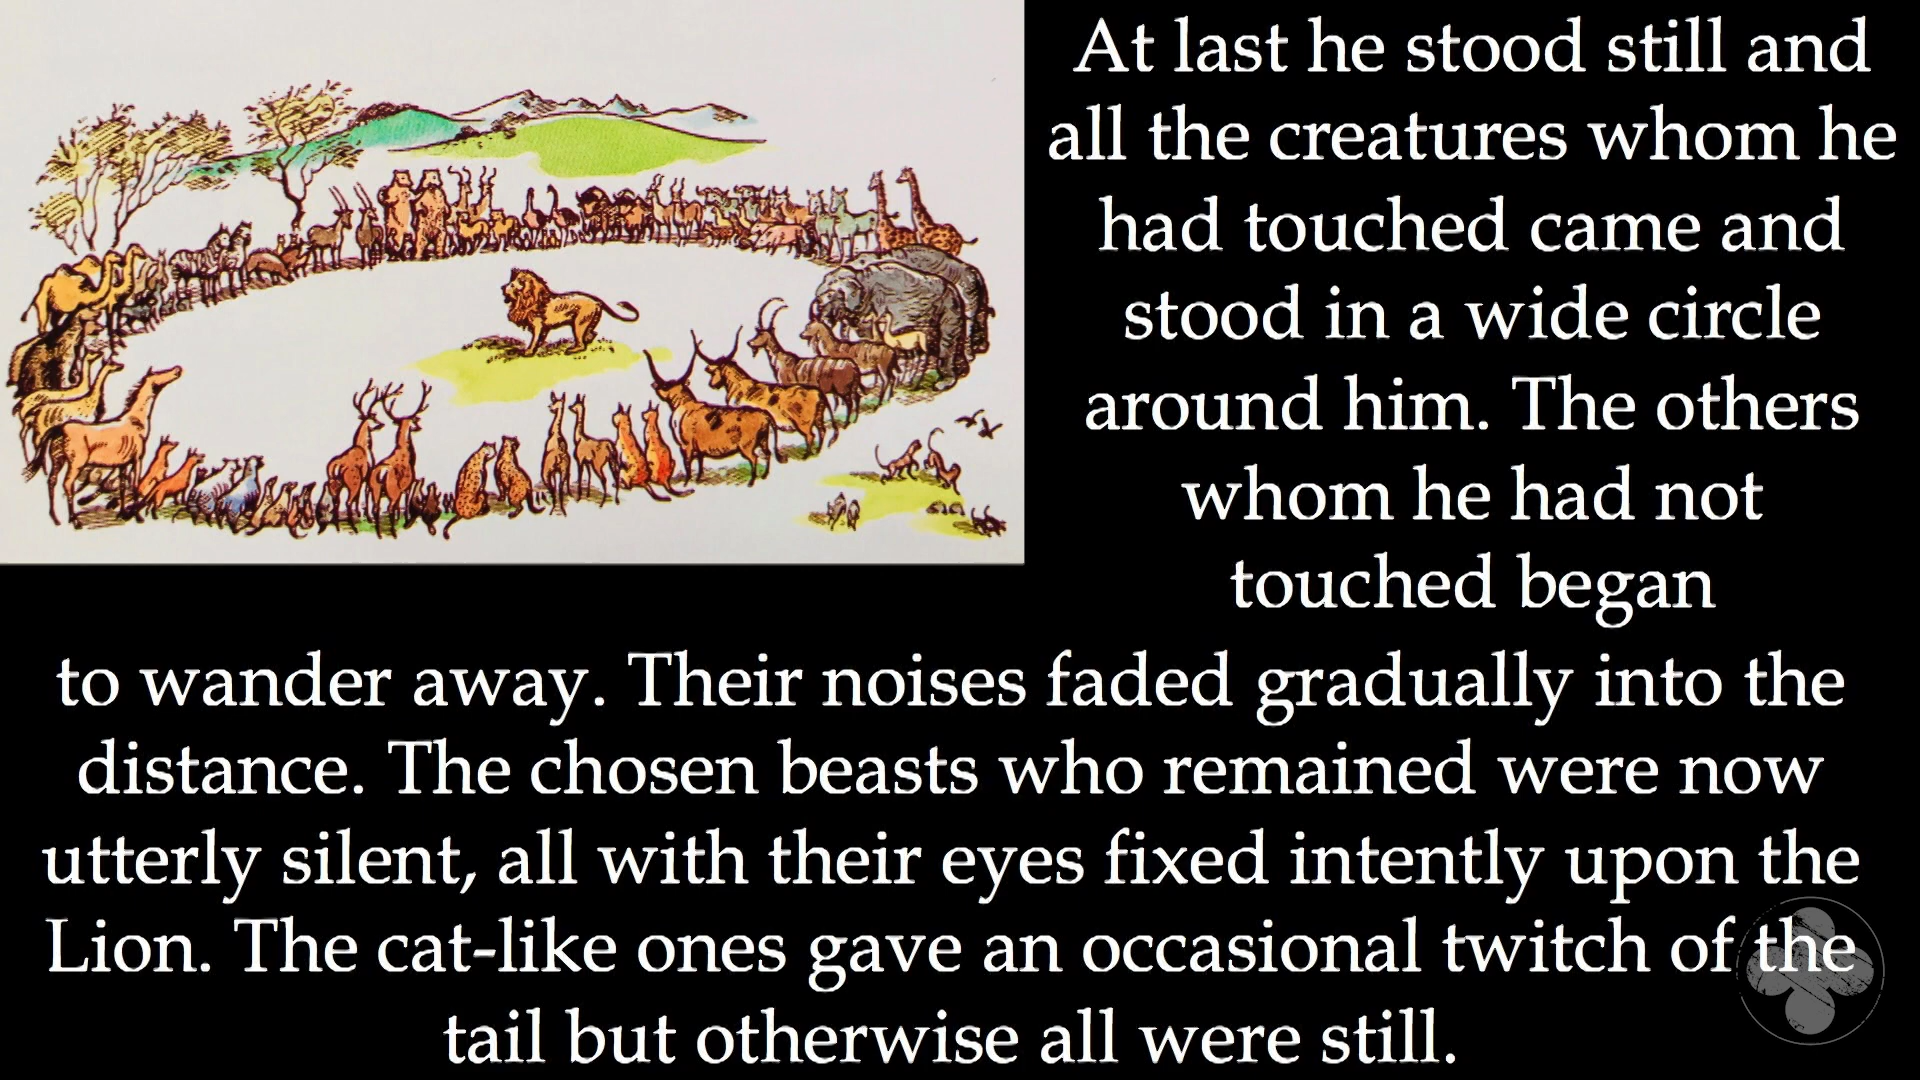 At last he stood still and
all the creatures whom he
had touched came and
stood in a wide circle
around him. The others
whom he had not
touched began
to wander away. Their noises faded gradually into the
distance. The chosen beasts who remained were now
utterly silent, all with their eyes fixed intently upon the
Lion. The cat-like ones gave an occasional twitch of the
tail but otherwise all were still.